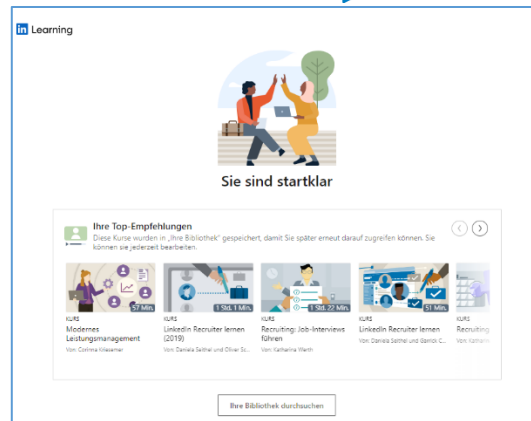 in Learning
Sie sind startklar
Ihre Top-Empfehlungen
Diese Kurse wurden in „Ihre Bibliothek“ gespeichert, damit Sie später erneut darauf zugreifen können. Sie
können sie jederzeit bearbeiten.
57 Min.
1 Std. 1 Min.
1 Std. 22 Min.
51 Min.
KURS
KURS
KURS
KURS
KURS
Modernes
Leistungsmanagement
LinkedIn Recruiter lernen
(2019)
Recruiting: Job-Interviews
führen
LinkedIn Recruiter lernen
Recruiting
Von: Corinna
Von: Daniela Seithel und Oliver Sc...
Von: Katharina Werth
Von: Daniela Seithel und C...
Von:
Ihre Bibliothek durchsuchen